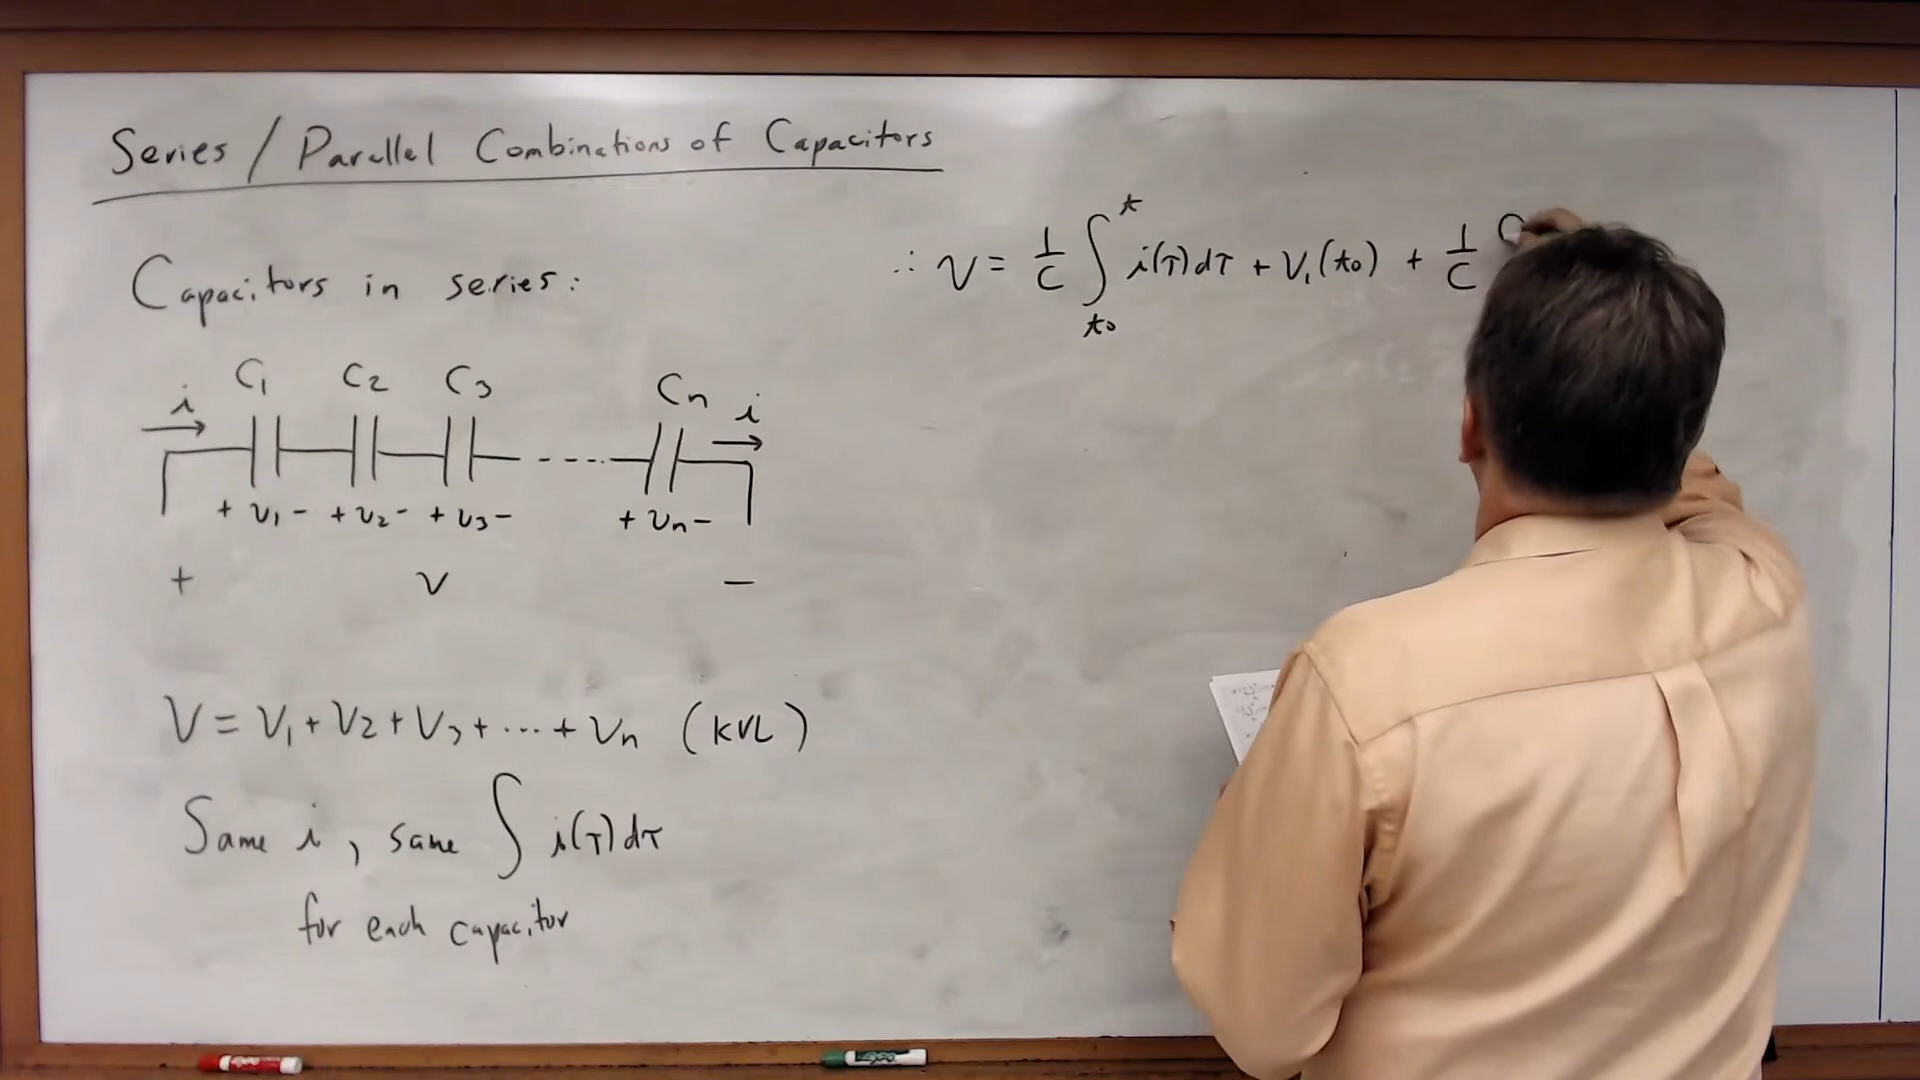 Series / Parallel Combinations of Capacitors
Capacitors in series:
C₁ C₂ C₃ Cn
i i
+ v₁ - + v₂ - + v₃ - + vn -
+ v -
V = V₁ + V₂ + V₃ + ... + Vn (KVL)
Same i, same ∫ i(τ)dτ
for each capacitor
∴ V = 1/C ∫ₜ₀ᵗ i(τ)dτ + V₁(t₀) + 1/C